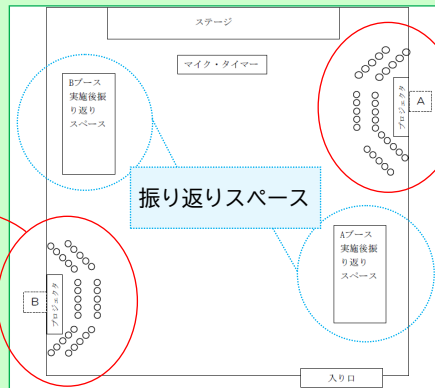 ステージ
マイク・タイマー
Bブース
実施後振
り返り
スペース
プロジェクタ
A
振り返りスペース
Aブース
実施後振
り返り
スペース
B
プロジェクタ
入り口